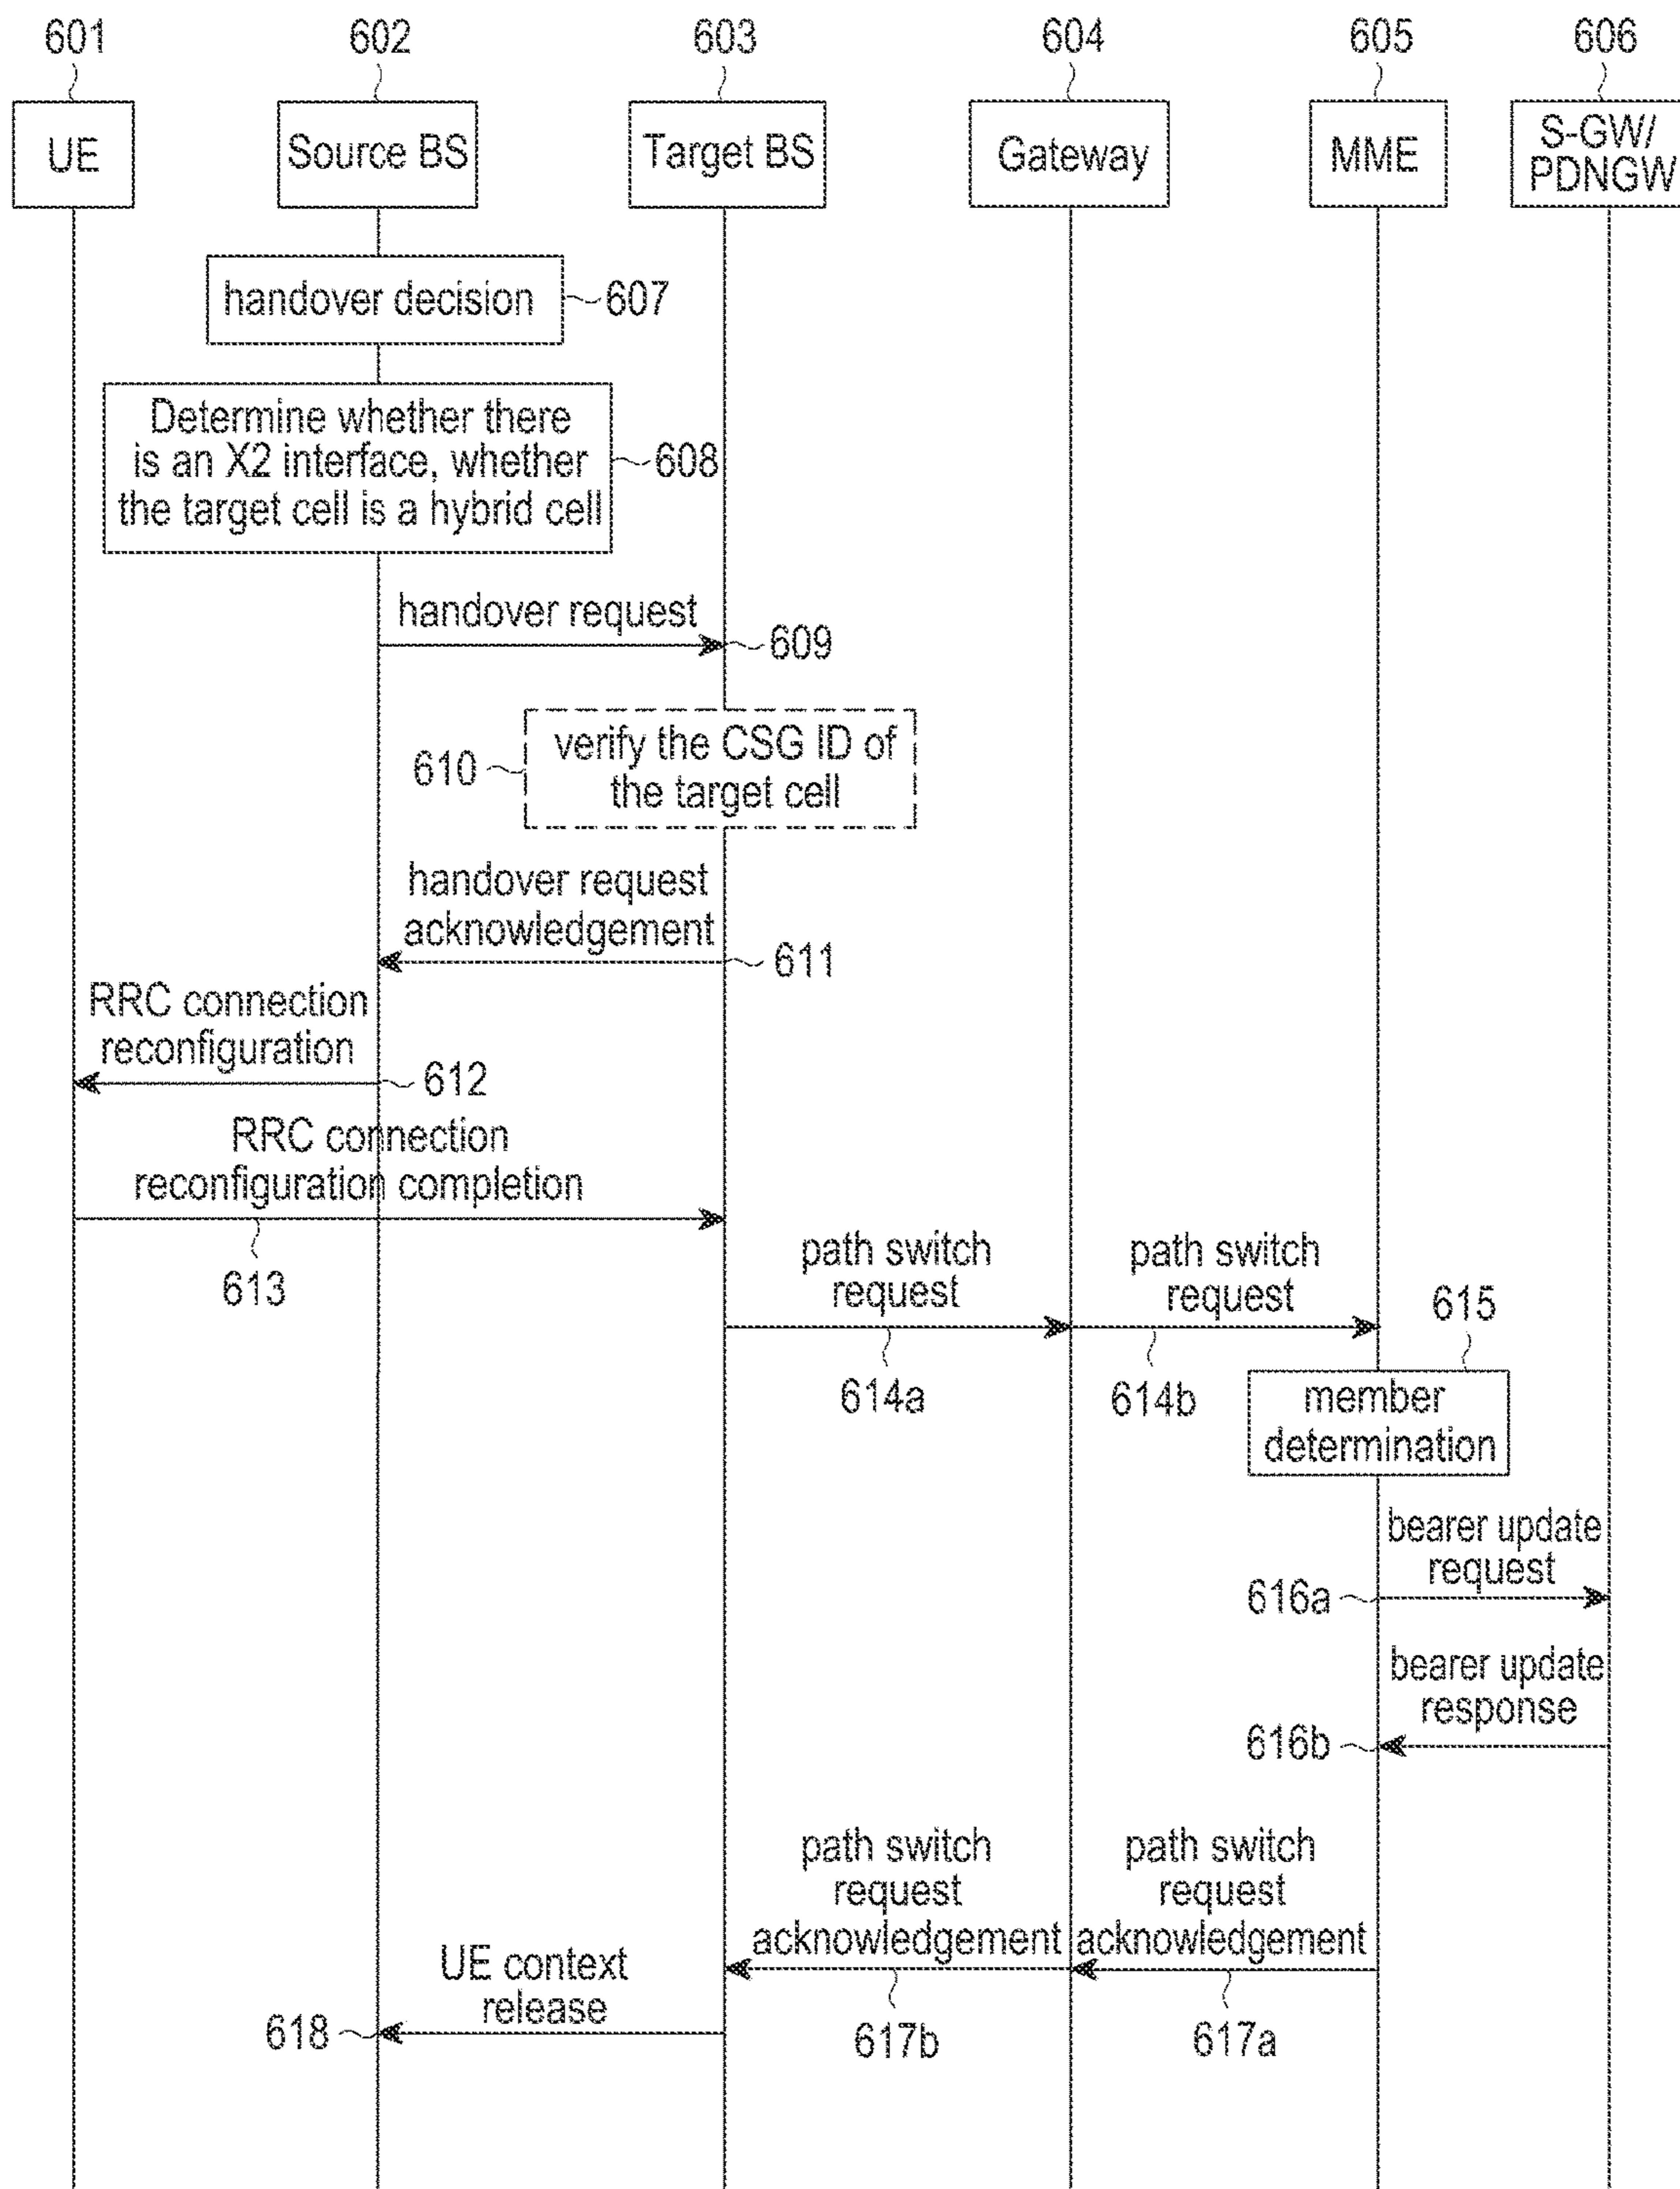 601
602
603
604
605
606
UE
Source BS
Target BS
Gateway
MME
S-GW/
PDNGW
handover decision
607
Determine whether there
is an X2 interface, whether
the target cell is a hybrid cell
608
handover request
609
verify the CSG ID of
the target cell
610
handover request
acknowledgement
611
RRC connection
reconfiguration
612
RRC connection
reconfiguration completion
613
path switch
request
614a
path switch
request
614b
615
member
determination
bearer update
request
616a
bearer update
response
616b
path switch
request
acknowledgement
617b
path switch
request
acknowledgement
617a
UE context
release
618